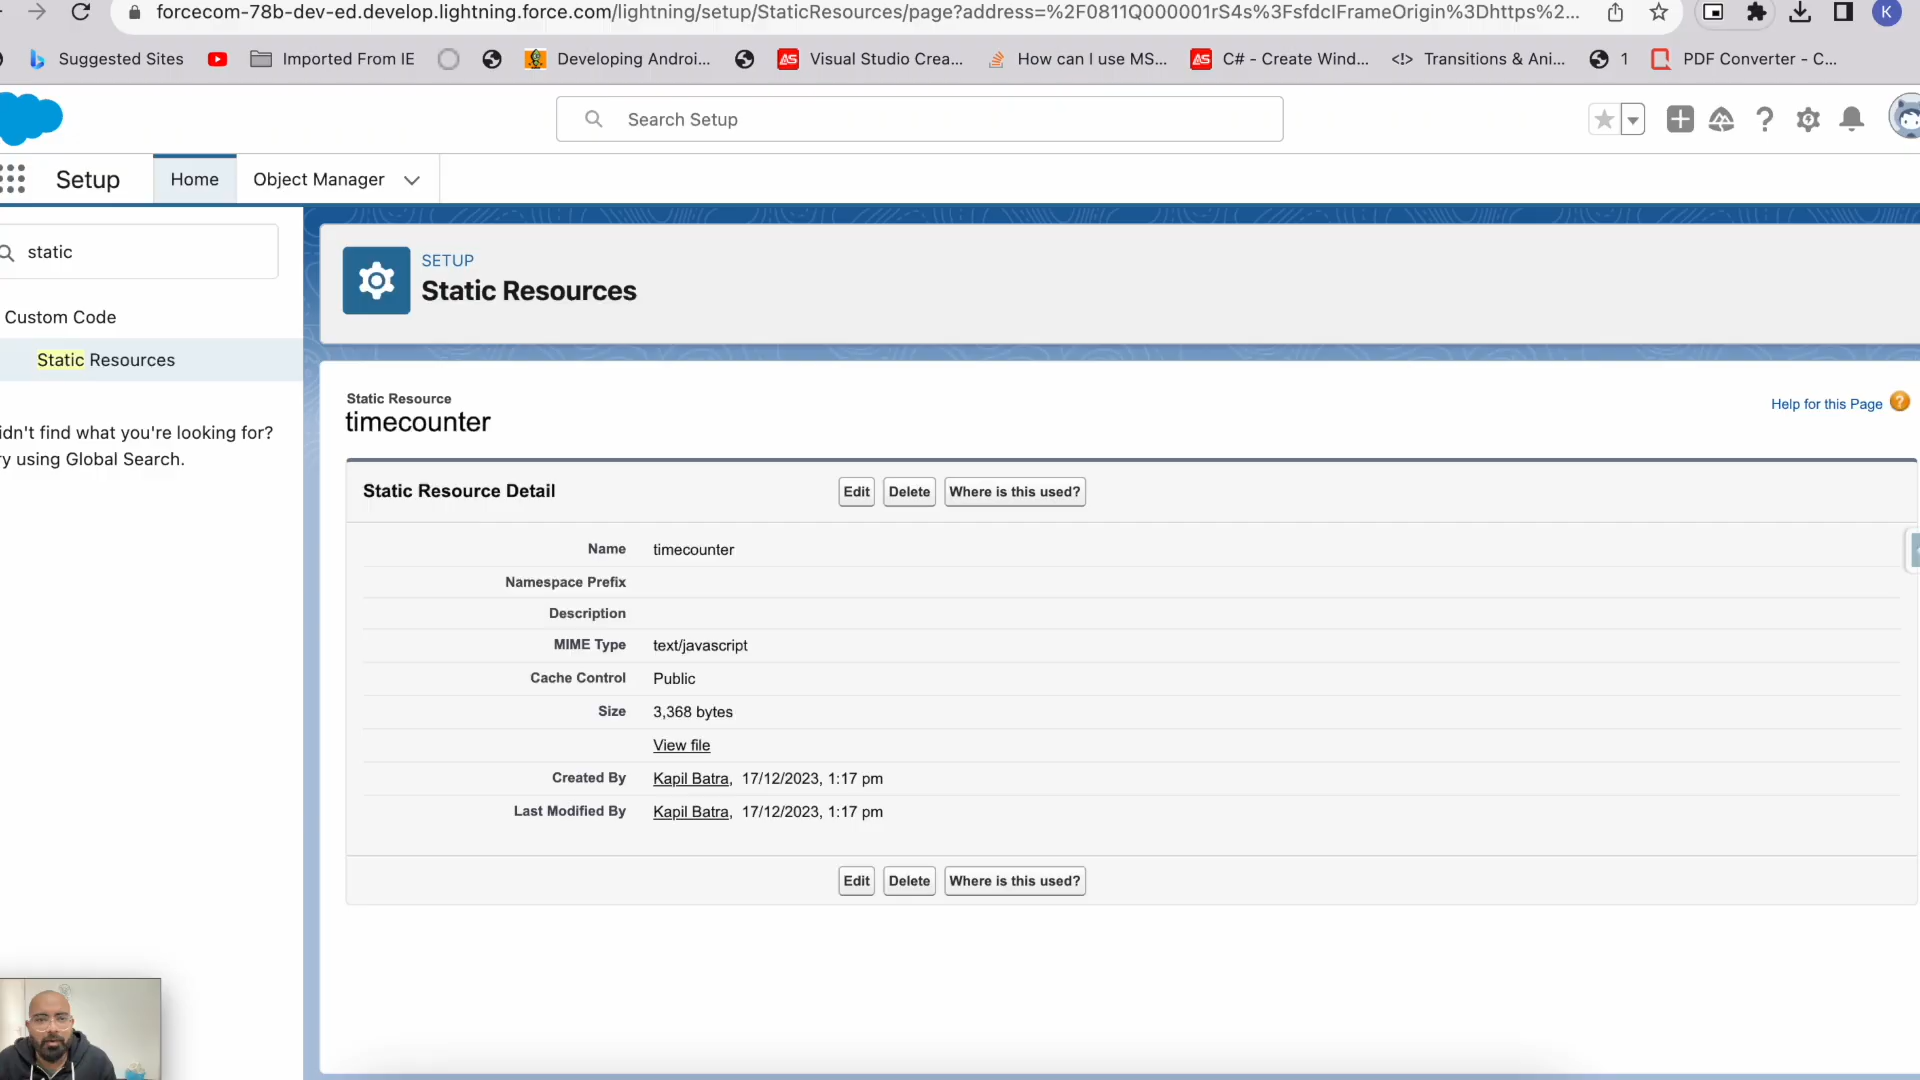 forcecom-78b-dev-ed.develop.lightning.force.com/lightning/setup/StaticResources/page?address=%2F0811Q000001rS4s%3FsfdcIFrameOrigin%3Dhttps%2...
K
Suggested Sites Imported From IE Developing Androi... Visual Studio Crea... How can I use MS... C# - Create Wind... Transitions & Ani... 1 PDF Converter - C...
Search Setup
Setup Home Object Manager
static
SETUP
Static Resources
Custom Code
Static Resources
idn't find what you're looking for?
ry using Global Search.
Static Resource
timecounter
Help for this Page ?
Static Resource Detail Edit Delete Where is this used?
Name timecounter
Namespace Prefix
Description
MIME Type text/javascript
Cache Control Public
Size 3,368 bytes
View file
Created By Kapil Batra, 17/12/2023, 1:17 pm
Last Modified By Kapil Batra, 17/12/2023, 1:17 pm
Edit Delete Where is this used?